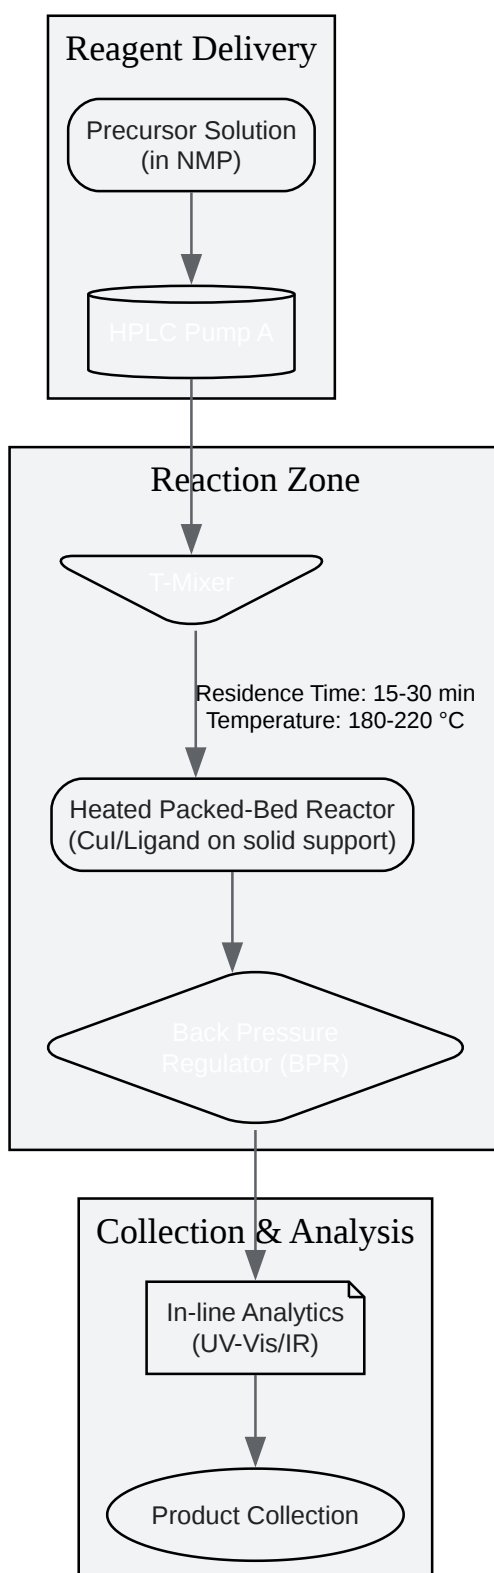 Reagent Delivery
Precursor Solution
(in NMP)
HPLC Pump A
Reaction Zone
T-Mixer
Residence Time: 15-30 min
Temperature: 180-220 °C
Heated Packed-Bed Reactor
(CuI/Ligand on solid support)
Back Pressure
Regulator (BPR)
Collection & Analysis
In-line Analytics
(UV-Vis/IR)
Product Collection